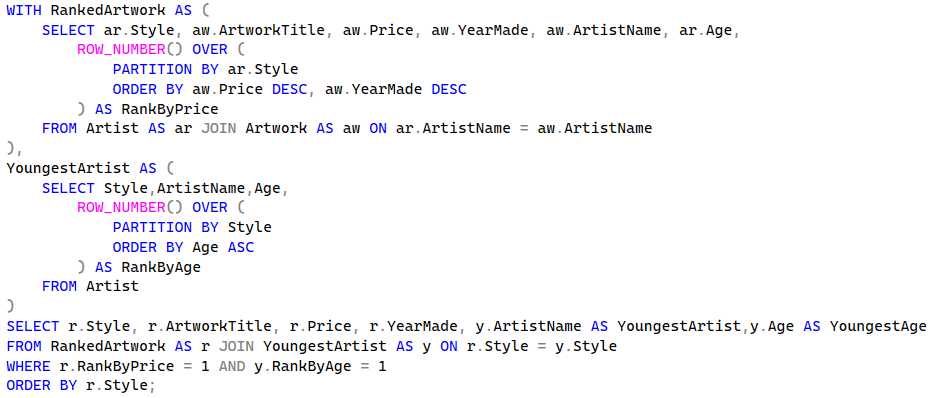 WITH RankedArtwork AS (
    SELECT ar.Style, aw.ArtworkTitle, aw.Price, aw.YearMade, aw.ArtistName, ar.Age,
        ROW_NUMBER() OVER (
            PARTITION BY ar.Style
            ORDER BY aw.Price DESC, aw.YearMade DESC
        ) AS RankByPrice
    FROM Artist AS ar JOIN Artwork AS aw ON ar.ArtistName = aw.ArtistName
),
YoungestArtist AS (
    SELECT Style,ArtistName,Age,
        ROW_NUMBER() OVER (
            PARTITION BY Style
            ORDER BY Age ASC
        ) AS RankByAge
    FROM Artist
)
SELECT r.Style, r.ArtworkTitle, r.Price, r.YearMade, y.ArtistName AS YoungestArtist,y.Age AS YoungestAge
FROM RankedArtwork AS r JOIN YoungestArtist AS y ON r.Style = y.Style
WHERE r.RankByPrice = 1 AND y.RankByAge = 1
ORDER BY r.Style;